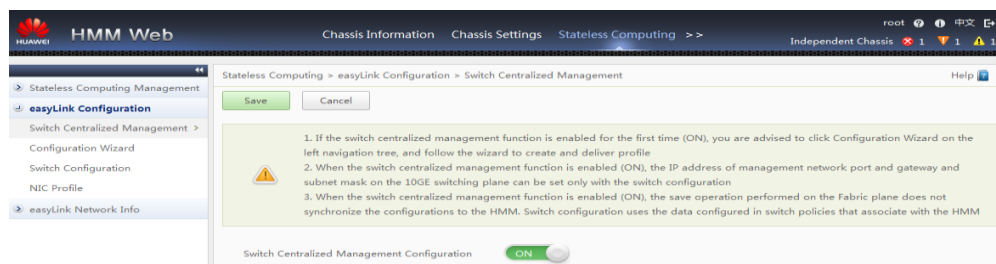 root 中文
HUAWEI HMM Web Chassis Information Chassis Settings Stateless Computing >>
Independent Chassis 1 1 1
Stateless Computing Management
easyLink Configuration
Switch Centralized Management >
Configuration Wizard
Switch Configuration
NIC Profile
easyLink Network Info
Stateless Computing > easyLink Configuration > Switch Centralized Management Help
Save Cancel
1. If the switch centralized management function is enabled for the first time (ON), you are advised to click Configuration Wizard on the
left navigation tree, and follow the wizard to create and deliver profile
2. When the switch centralized management function is enabled (ON), the IP address of management network port and gateway and
subnet mask on the 10GE switching plane can be set only with the switch configuration
3. When the switch centralized management function is enabled (ON), the save operation performed on the Fabric plane does not
synchronize the configurations to the HMM. Switch configuration uses the data configured in switch policies that associate with the HMM
Switch Centralized Management Configuration ON